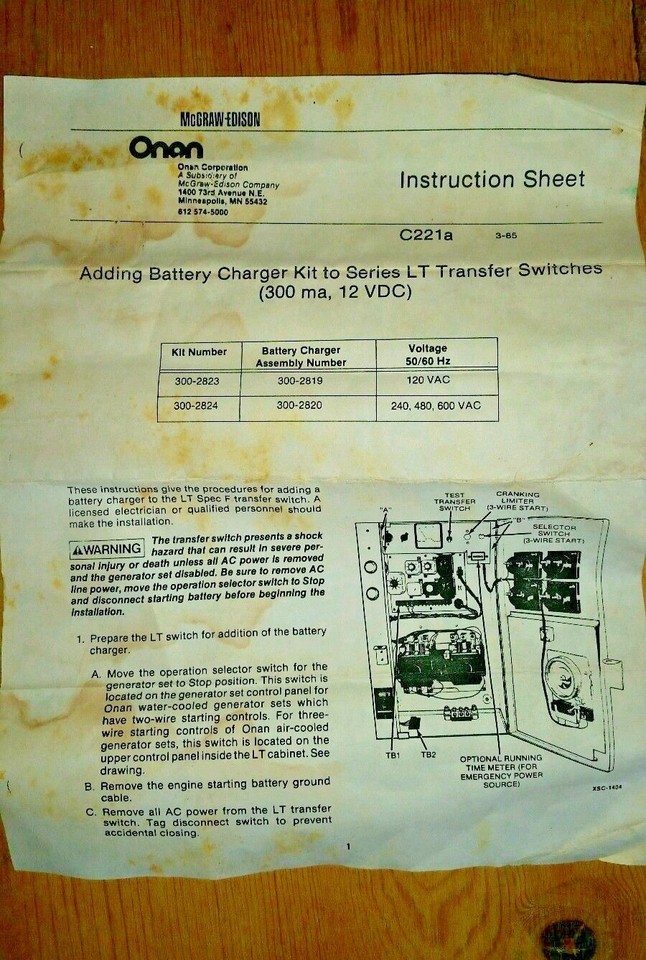 McGRAW-EDISON
Onan
Onan Corporation
A Subsidiary of
McGraw-Edison Company
1400 73rd Avenue N.E.
Minneapolis, MN 55432
612 574-5000
Instruction Sheet
C221a 3-85
Adding Battery Charger Kit to Series LT Transfer Switches
(300 ma, 12 VDC)
Kit Number Battery Charger Assembly Number Voltage 50/60 Hz
300-2823 300-2819 120 VAC
300-2824 300-2820 240, 480, 600 VAC
These instructions give the procedures for adding a
battery charger to the LT Spec F transfer switch. A
licensed electrician or qualified personnel should
make the installation.
WARNING The transfer switch presents a shock
hazard that can result in severe per-
sonal injury or death unless all AC power is removed
and the generator set disabled. Be sure to remove AC
line power, move the operation selector switch to Stop
and disconnect starting battery before beginning the
installation.
1. Prepare the LT switch for addition of the battery
charger.
A. Move the operation selector switch for the
generator set to Stop position. This switch is
located on the generator set control panel for
Onan water-cooled generator sets which
have two-wire starting controls. For three-
wire starting controls of Onan air-cooled
generator sets, this switch is located on the
upper control panel inside the LT cabinet. See
drawing.
B. Remove the engine starting battery ground
cable.
C. Remove all AC power from the LT transfer
switch. Tag disconnect switch to prevent
accidental closing.
"A"
TEST
TRANSFER
SWITCH
CRANKING
LIMITER
(3-WIRE START)
"B"
SELECTOR
SWITCH
(3-WIRE START)
TB1
TB2
OPTIONAL RUNNING
TIME METER (FOR
EMERGENCY POWER
SOURCE)
XSC-1404
1